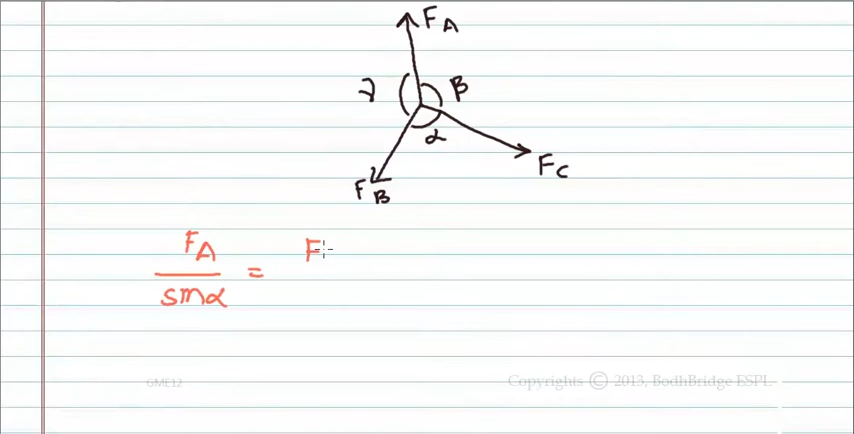 FA
β
α
FC
FB
FA = F
sinα
GME12
Copyrights © 2013, BodhBridge ESPL